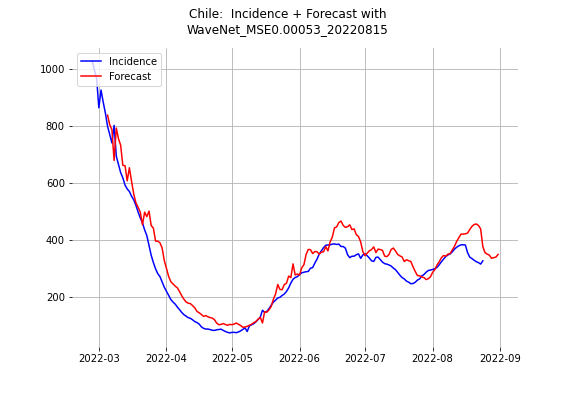 Chile:  Incidence + Forecast with
WaveNet_MSE0.00053_20220815
Incidence
Forecast
1000
800
600
400
200
2022-03 2022-04 2022-05 2022-06 2022-07 2022-08 2022-09